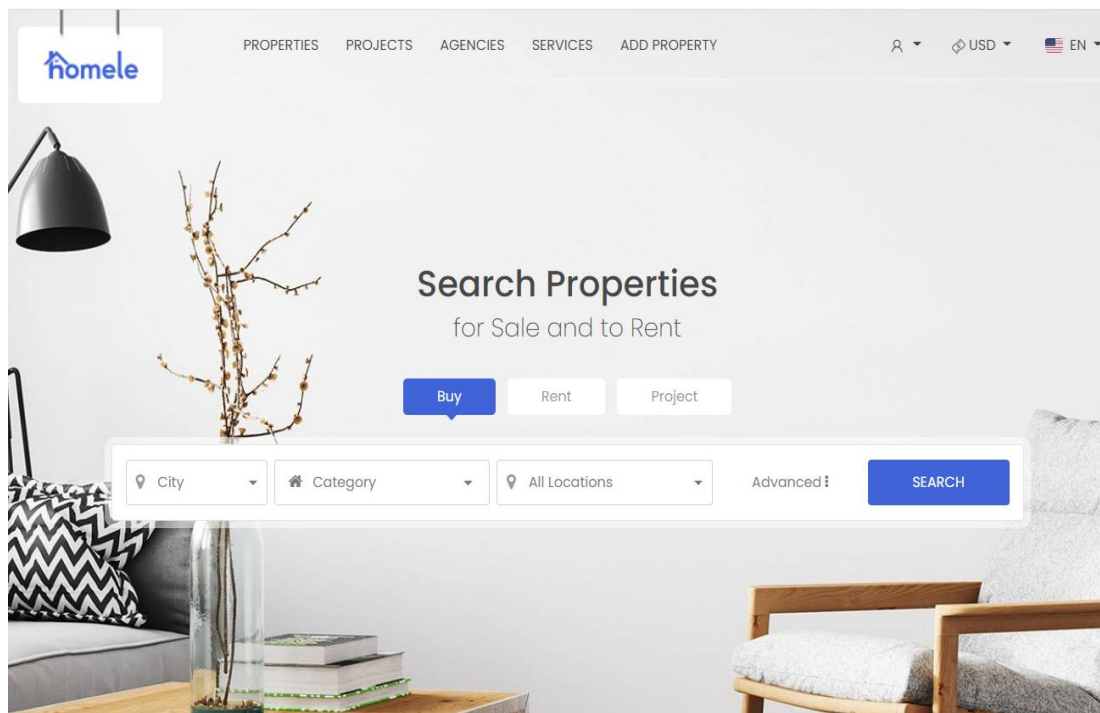 homele
PROPERTIES PROJECTS AGENCIES SERVICES ADD PROPERTY USD EN
Search Properties
for Sale and to Rent
Buy Rent Project
City Category All Locations Advanced SEARCH